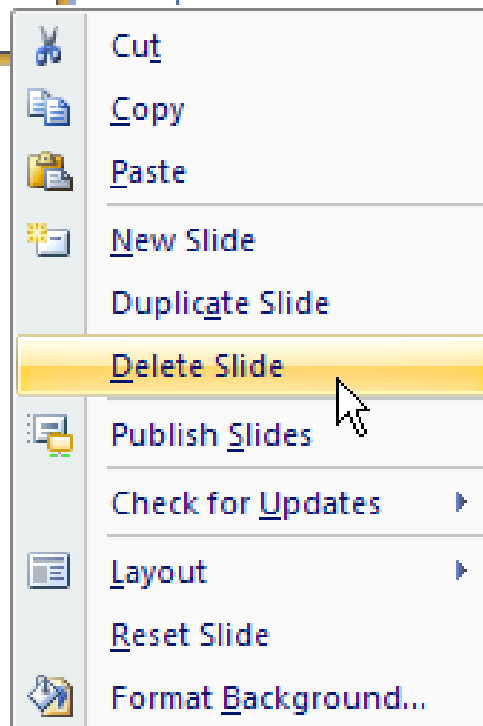 Cut
Copy
Paste
New Slide
Duplicate Slide
Delete Slide
Publish Slides
Check for Updates
Layout
Reset Slide
Format Background...